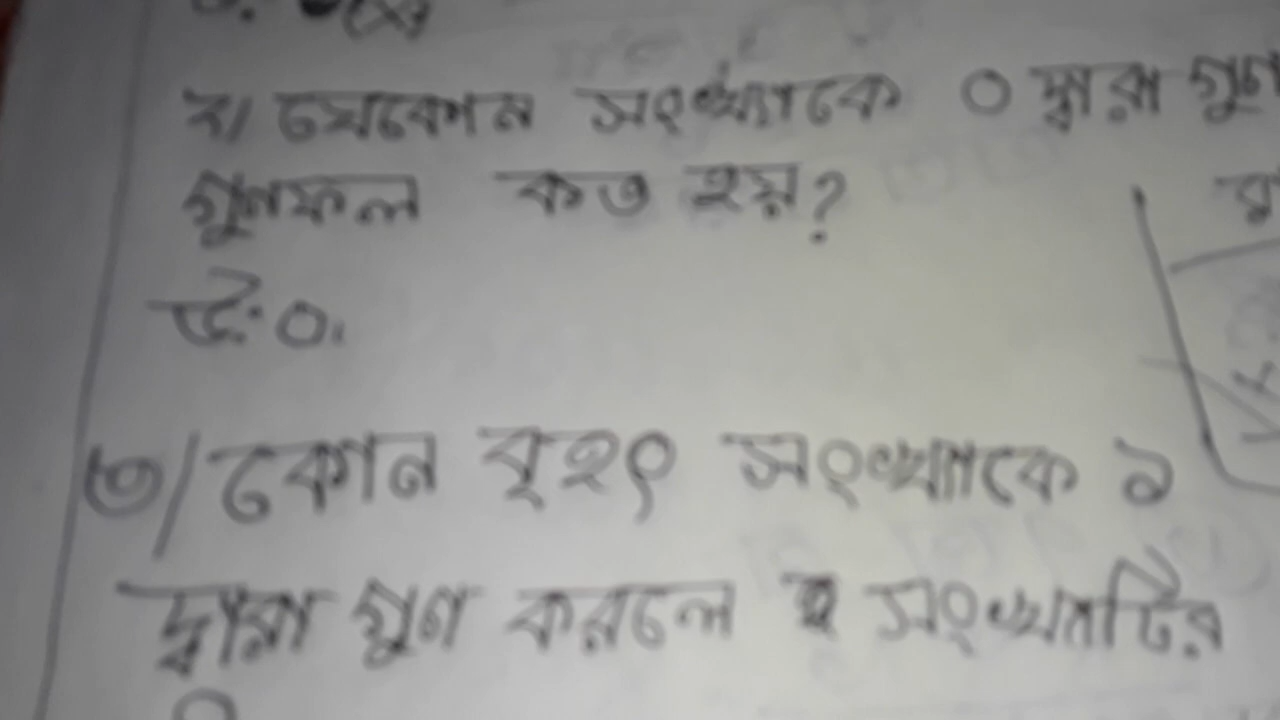 ২/ যেকোন সংখ্যাকে ০ দ্বারা গুণ
গুণফল কত হয়?
উঃ ০।
৩/ কোন বৃহৎ সংখ্যাকে ১
দ্বারা গুণ করলে সংখ্যাটির